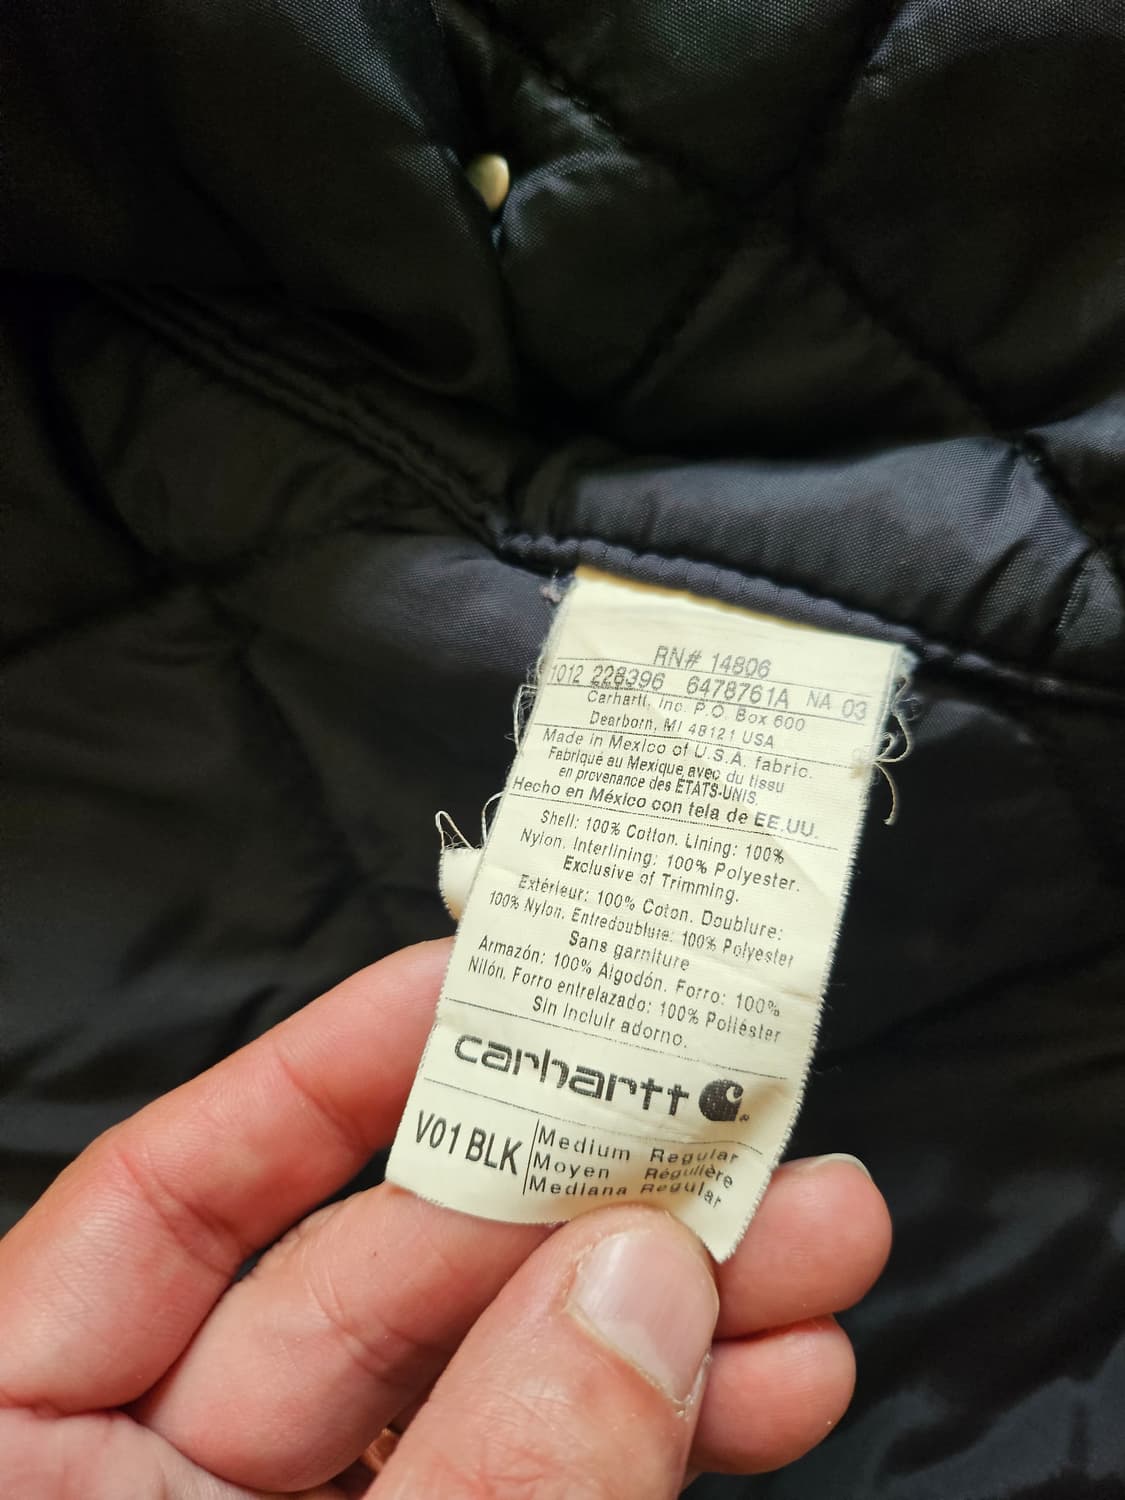 RN# 14806
1012 228396 6478761A NA 03
Carhartt, Inc. P.O. Box 600
Dearborn, MI 48121 USA
Made in Mexico of U.S.A. fabric.
Fabriqué au Mexique avec du tissu
en provenance des ÉTATS-UNIS.
Hecho en México con tela de EE.UU.
Shell: 100% Cotton. Lining: 100%
Nylon. Interlining: 100% Polyester.
Exclusive of Trimming.
Extérieur: 100% Coton. Doublure:
100% Nylon. Entredoublure: 100% Polyester
Sans garniture
Armazón: 100% Algodón. Forro: 100%
Nilón. Forro entrelazado: 100% Poliéster
Sin incluir adorno.
carhartt
V01 BLK
Medium Regular
Moyen Régulière
Mediana Regular